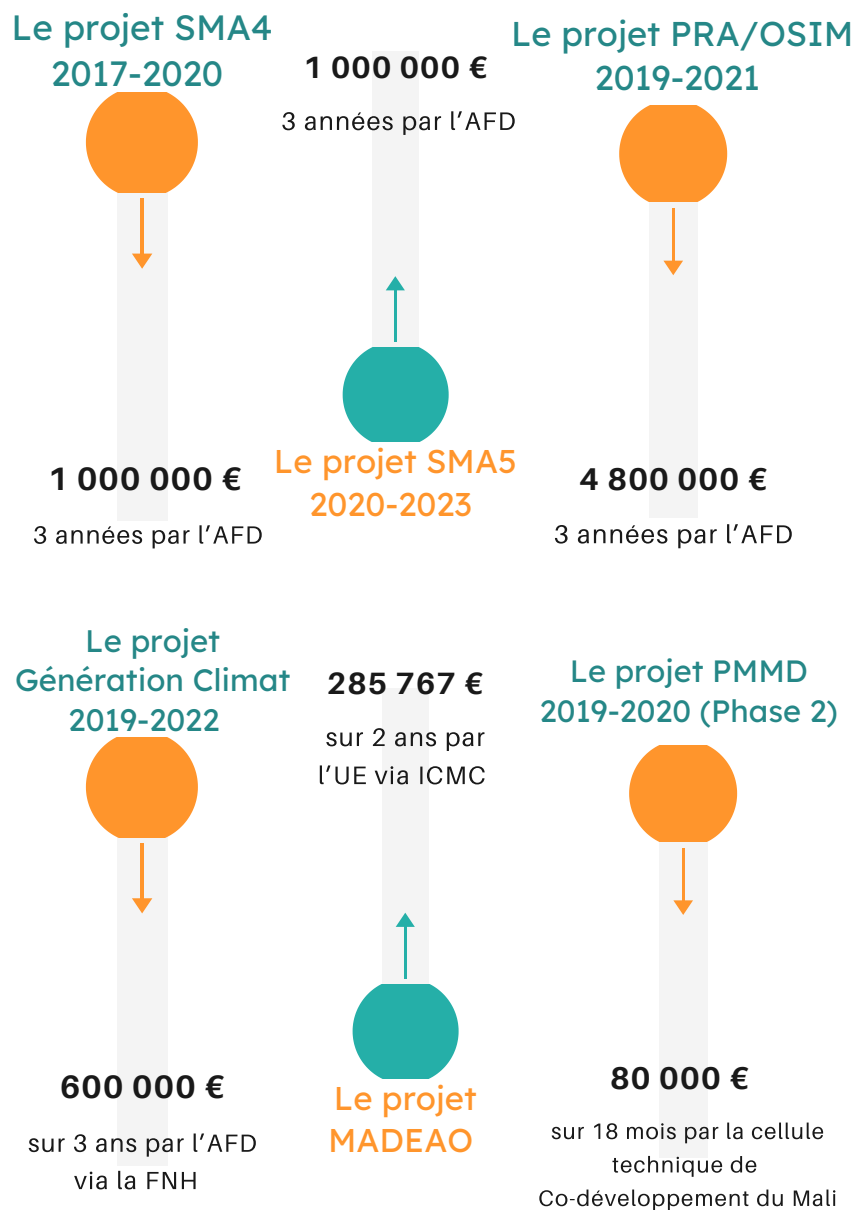 Le projet SMA4
2017-2020
1 000 000 €
3 années par l'AFD
1 000 000 €
3 années par l'AFD
Le projet SMA5
2020-2023
Le projet PRA/OSIM
2019-2021
4 800 000 €
3 années par l'AFD
Le projet
Génération Climat
2019-2022
600 000 €
sur 3 ans par l'AFD
via la FNH
285 767 €
sur 2 ans par
l'UE via ICMC
Le projet
MADEAO
Le projet PMMD
2019-2020 (Phase 2)
80 000 €
sur 18 mois par la cellule
technique de
Co-développement du Mali